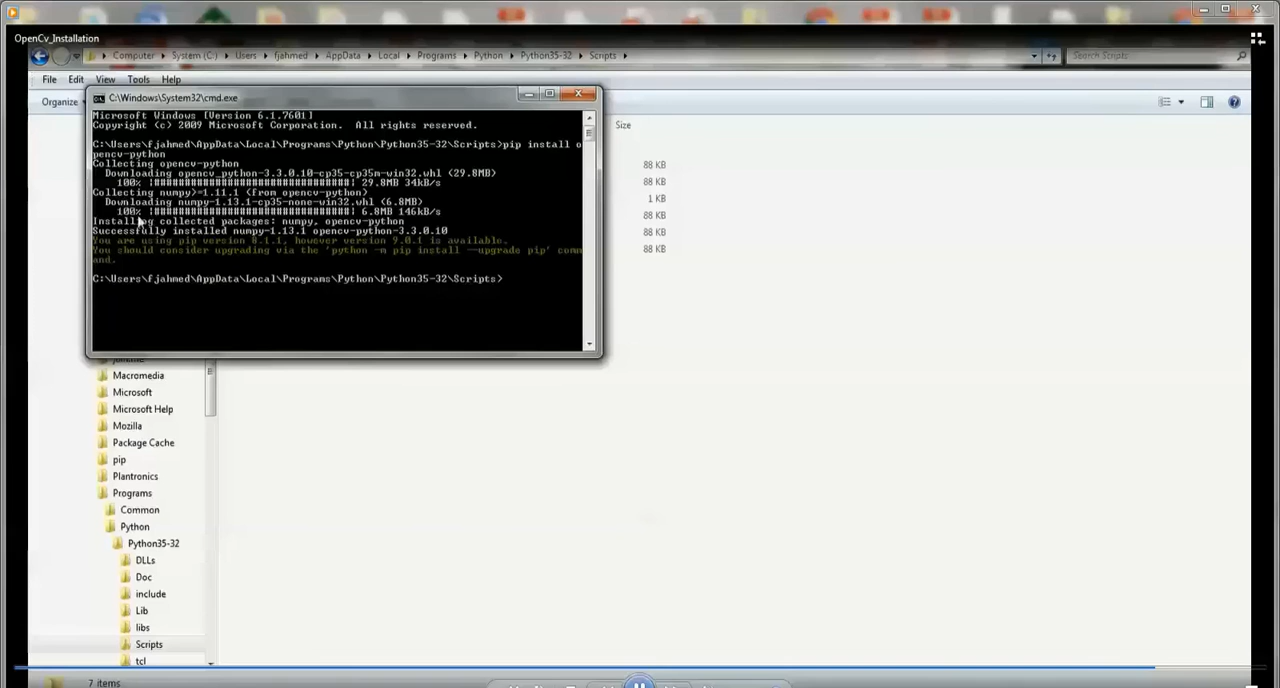 OpenCv_Installation
Computer System (C:) Users fjahmed AppData Local Programs Python Python35-32 Scripts Search Scripts
File Edit View Tools Help
Organize
C:\Windows\System32\cmd.exe
Microsoft Windows [Version 6.1.7601]
Copyright (c) 2009 Microsoft Corporation. All rights reserved.
C:\Users\fjahmed\AppData\Local\Programs\Python\Python35-32\Scripts>pip install o
pencv-python
Collecting opencv-python
Downloading opencv_python-3.3.0.10-cp35-cp35m-win32.whl (29.8MB)
100% |################################| 29.8MB 34kB/s
Collecting numpy>=1.11.1 (from opencv-python)
Downloading numpy-1.13.1-cp35-none-win32.whl (6.8MB)
100% |################################| 6.8MB 146kB/s
Installing collected packages: numpy, opencv-python
Successfully installed numpy-1.13.1 opencv-python-3.3.0.10
You are using pip version 8.1.1, however version 9.0.1 is available.
You should consider upgrading via the 'python -m pip install --upgrade pip' comm
and.
C:\Users\fjahmed\AppData\Local\Programs\Python\Python35-32\Scripts>
Size
88 KB
88 KB
1 KB
88 KB
88 KB
88 KB
Macromedia
Microsoft
Microsoft Help
Mozilla
Package Cache
pip
Plantronics
Programs
Common
Python
Python35-32
DLLs
Doc
include
Lib
libs
Scripts
tcl
7 items